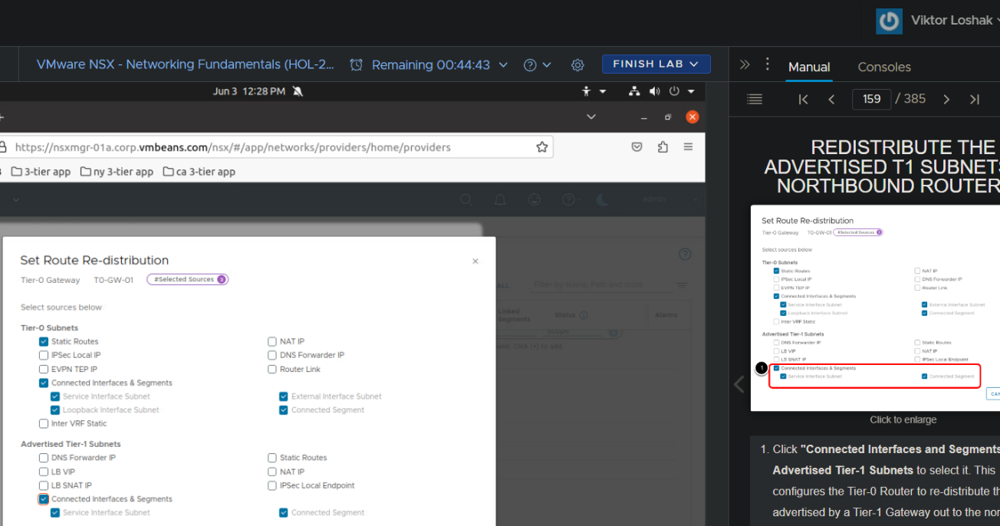 Viktor Loshak
VMware NSX - Networking Fundamentals (HOL-2... Remaining 00:44:43 FINISH LAB
Manual Consoles
Jun 3 12:28 PM
159 / 385
https://nsxmgr-01a.corp.vmbeans.com/nsx/#/app/networks/providers/home/providers
3-tier app ny 3-tier app ca 3-tier app
admin
Set Route Re-distribution
Tier-0 Gateway T0-GW-01 #Selected Sources 3
Select sources below
Tier-0 Subnets
Static Routes NAT IP
IPSec Local IP DNS Forwarder IP
EVPN TEP IP Router Link
Connected Interfaces & Segments
Service Interface Subnet External Interface Subnet
Loopback Interface Subnet Connected Segment
Inter VRF Static
Advertised Tier-1 Subnets
DNS Forwarder IP Static Routes
LB VIP NAT IP
LB SNAT IP IPSec Local Endpoint
Connected Interfaces & Segments
Service Interface Subnet Connected Segment
Filter by Name, Path and more
Linked Segments Status Alarms
Scope
REDISTRIBUTE THE
ADVERTISED T1 SUBNETS
NORTHBOUND ROUTER
Set Route Re-distribution
Tier-0 Gateway T0-GW-01 #Selected Sources 3
Select sources below
Tier-0 Subnets
Static Routes NAT IP
IPSec Local IP DNS Forwarder IP
EVPN TEP IP Router Link
Connected Interfaces & Segments
Service Interface Subnet External Interface Subnet
Loopback Interface Subnet Connected Segment
Inter VRF Static
Advertised Tier-1 Subnets
DNS Forwarder IP Static Routes
LB VIP NAT IP
LB SNAT IP IPSec Local Endpoint
1 Connected Interfaces & Segments
Service Interface Subnet Connected Segment
CAN
Click to enlarge
1. Click "Connected Interfaces and Segments
Advertised Tier-1 Subnets to select it. This
configures the Tier-0 Router to re-distribute th
advertised by a Tier-1 Gateway out to the nor